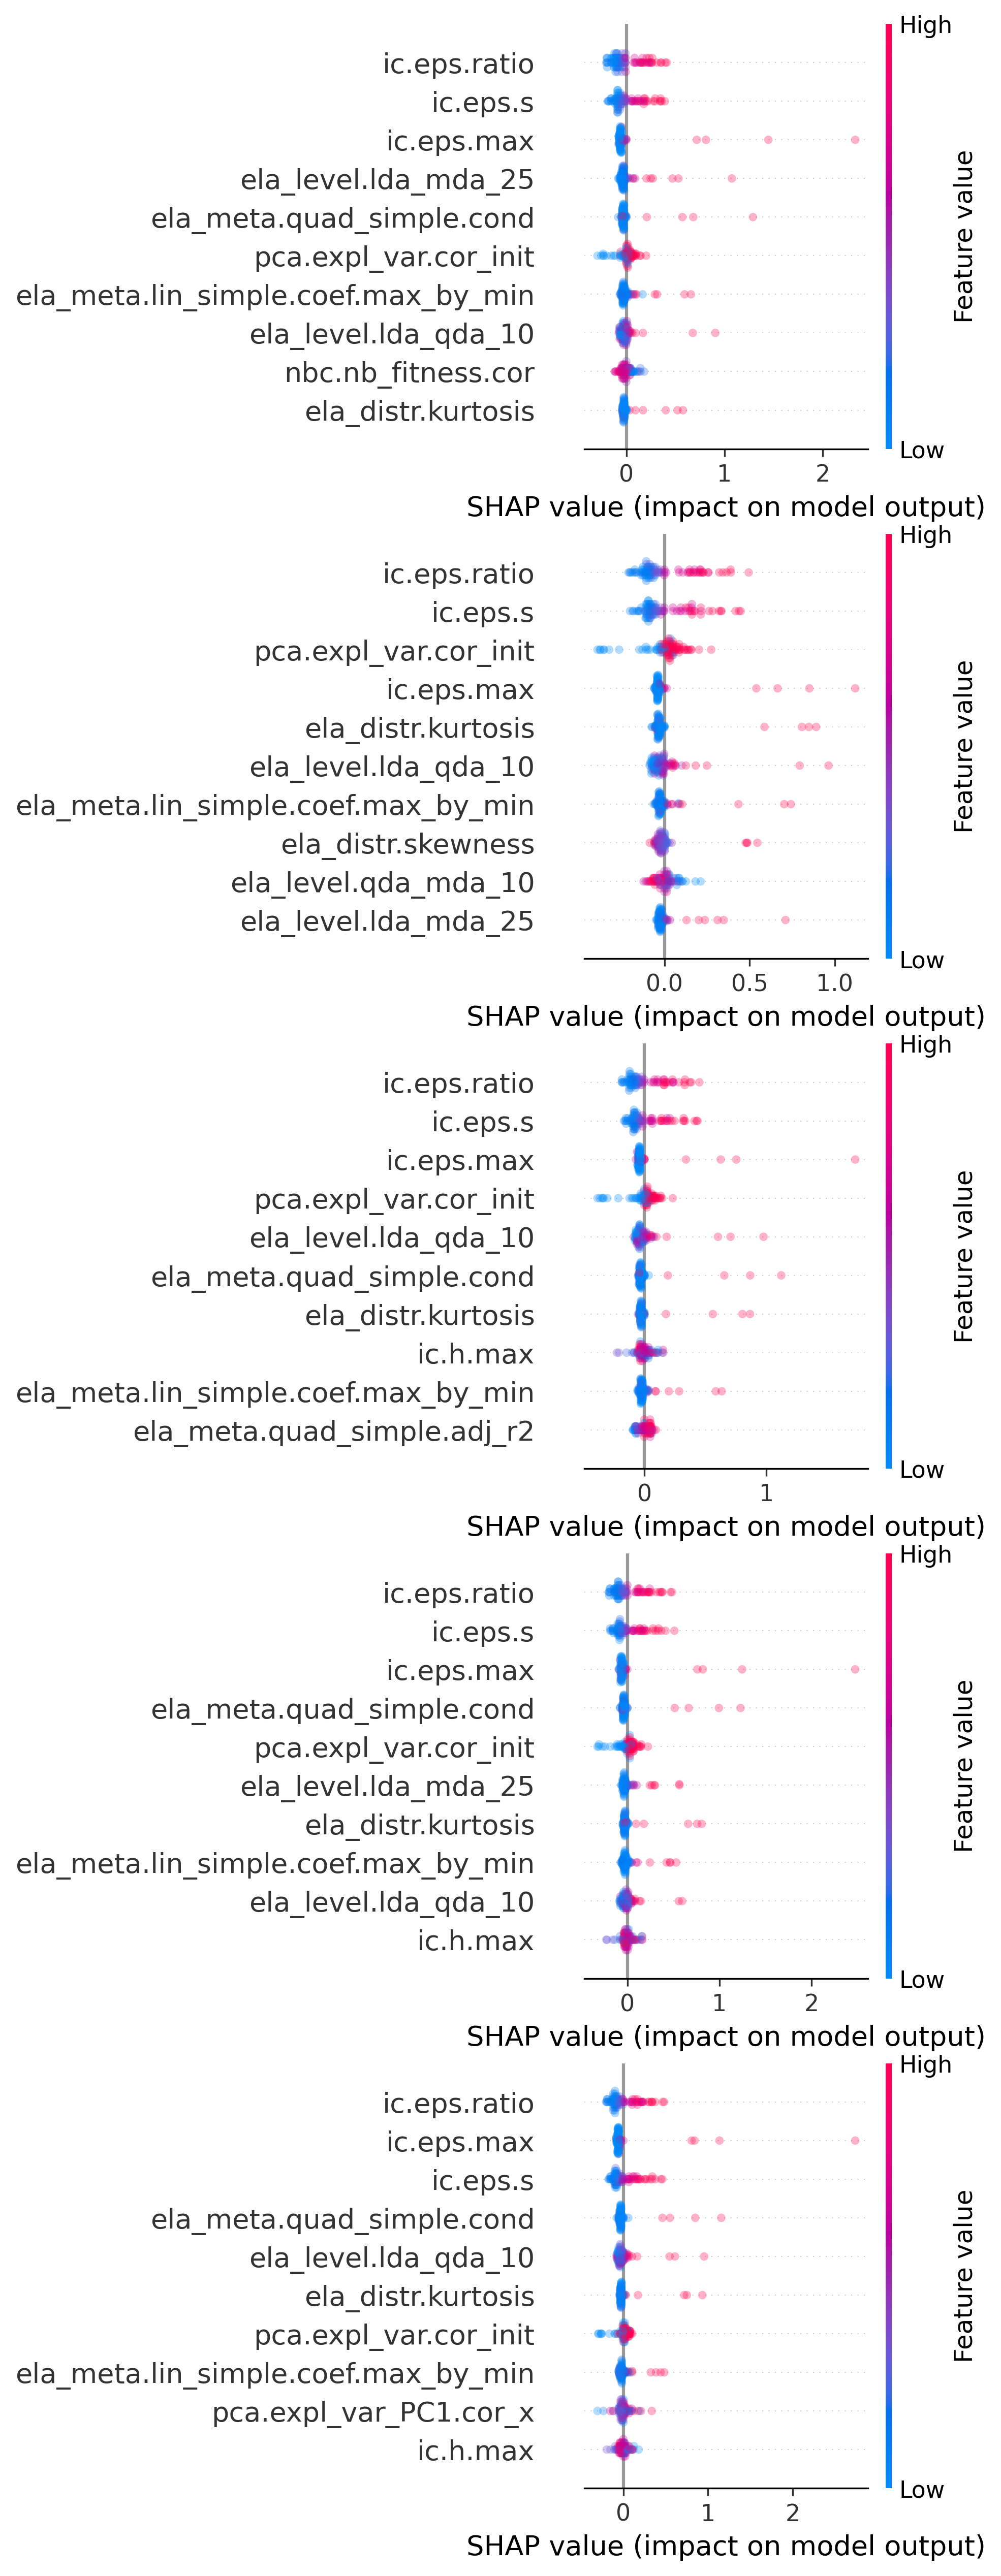 High
ic.eps.ratio
ic.eps.s
ic.eps.max
ela_level.lda_mda_25
ela_meta.quad_simple.cond
pca.expl_var.cor_init
ela_meta.lin_simple.coef.max_by_min
ela_level.lda_qda_10
nbc.nb_fitness.cor
ela_distr.kurtosis
Feature value
Low
0 2
SHAP value (impact on model output)
High
ic.eps.ratio
ic.eps.s
pca.expl_var.cor_init
ic.eps.max
ela_distr.kurtosis
ela_level.lda_qda_10
ela_meta.lin_simple.coef.max_by_min
ela_distr.skewness
ela_level.qda_mda_10
ela_level.lda_mda_25
Feature value
Low
0.0 0.5 1.0
SHAP value (impact on model output)
High
ic.eps.ratio
ic.eps.s
ic.eps.max
pca.expl_var.cor_init
ela_level.lda_qda_10
ela_meta.quad_simple.cond
ela_distr.kurtosis
ic.h.max
ela_meta.lin_simple.coef.max_by_min
ela_meta.quad_simple.adj_r2
Feature value
Low
0 1
SHAP value (impact on model output)
High
ic.eps.ratio
ic.eps.s
ic.eps.max
ela_meta.quad_simple.cond
pca.expl_var.cor_init
ela_level.lda_mda_25
ela_distr.kurtosis
ela_meta.lin_simple.coef.max_by_min
ela_level.lda_qda_10
ic.h.max
Feature value
Low
0 1 2
SHAP value (impact on model output)
High
ic.eps.ratio
ic.eps.max
ic.eps.s
ela_meta.quad_simple.cond
ela_level.lda_qda_10
ela_distr.kurtosis
pca.expl_var.cor_init
ela_meta.lin_simple.coef.max_by_min
pca.expl_var_PC1.cor_x
ic.h.max
Feature value
Low
0 1 2
SHAP value (impact on model output)